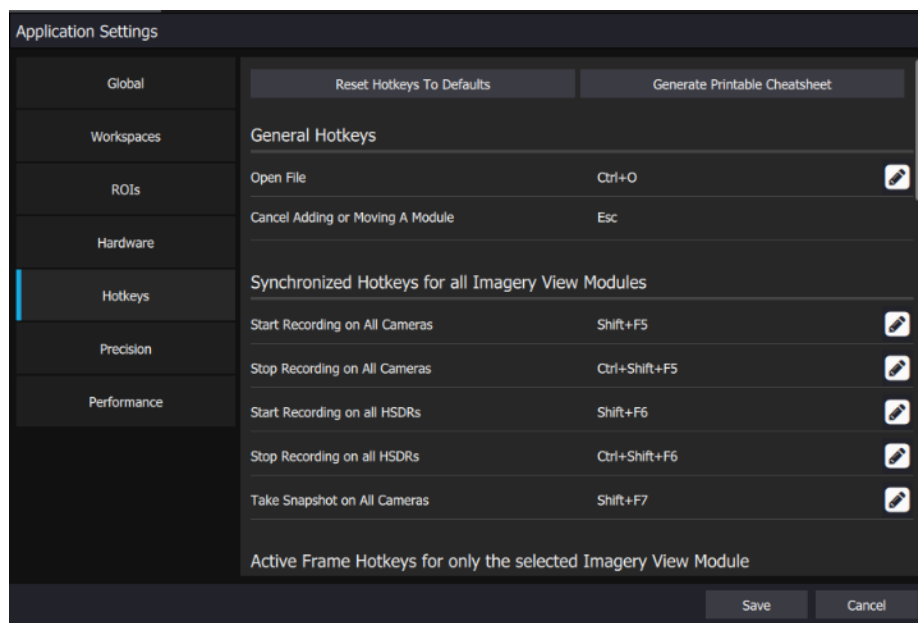 Application Settings
Global
Workspaces
ROIs
Hardware
Hotkeys
Precision
Performance
Reset Hotkeys To Defaults
Generate Printable Cheatsheet
General Hotkeys
Open File Ctrl+O
Cancel Adding or Moving A Module Esc
Synchronized Hotkeys for all Imagery View Modules
Start Recording on All Cameras Shift+F5
Stop Recording on All Cameras Ctrl+Shift+F5
Start Recording on all HSDRs Shift+F6
Stop Recording on all HSDRs Ctrl+Shift+F6
Take Snapshot on All Cameras Shift+F7
Active Frame Hotkeys for only the selected Imagery View Module
Save
Cancel